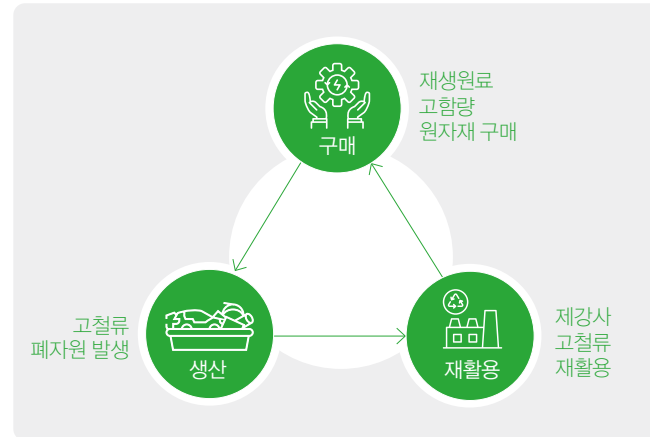 구매
재생원료
고함량
원자재 구매
고철류
폐자원 발생
생산
재활용
제강사
고철류
재활용